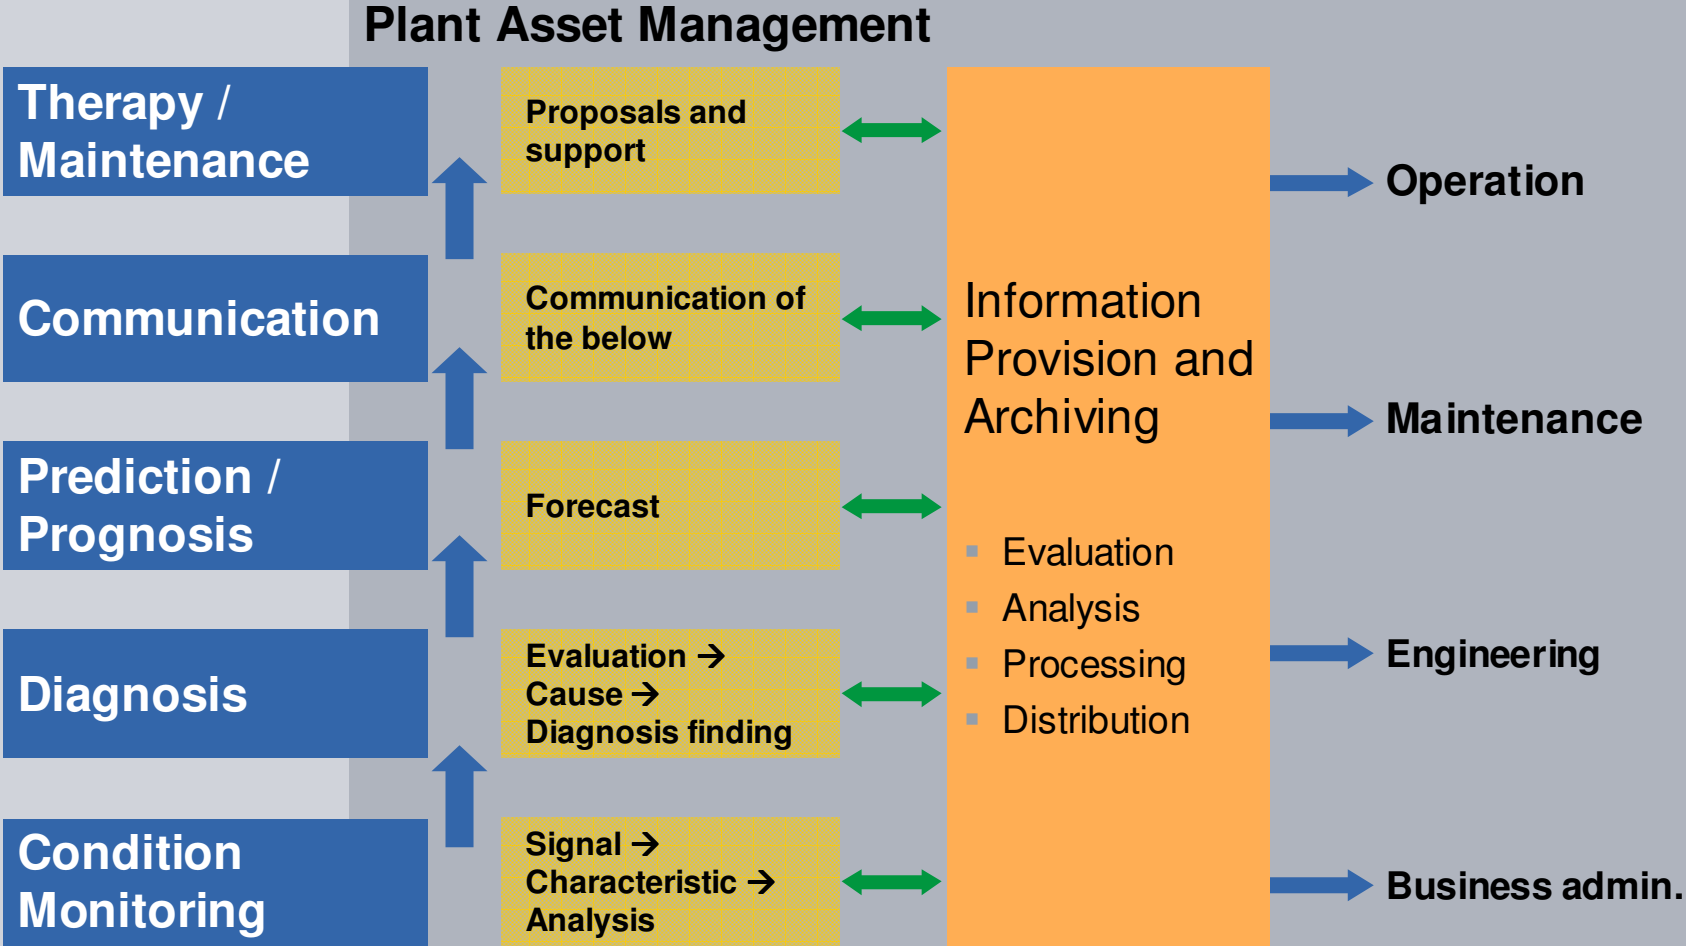 Plant Asset Management
Therapy /
Maintenance
Proposals and
support
Communication
Communication of
the below
Prediction /
Prognosis
Forecast
Diagnosis
Evaluation →
Cause →
Diagnosis finding
Condition
Monitoring
Signal →
Characteristic →
Analysis
Information
Provision and
Archiving
▪ Evaluation
▪ Analysis
▪ Processing
▪ Distribution
Operation
Maintenance
Engineering
Business admin.